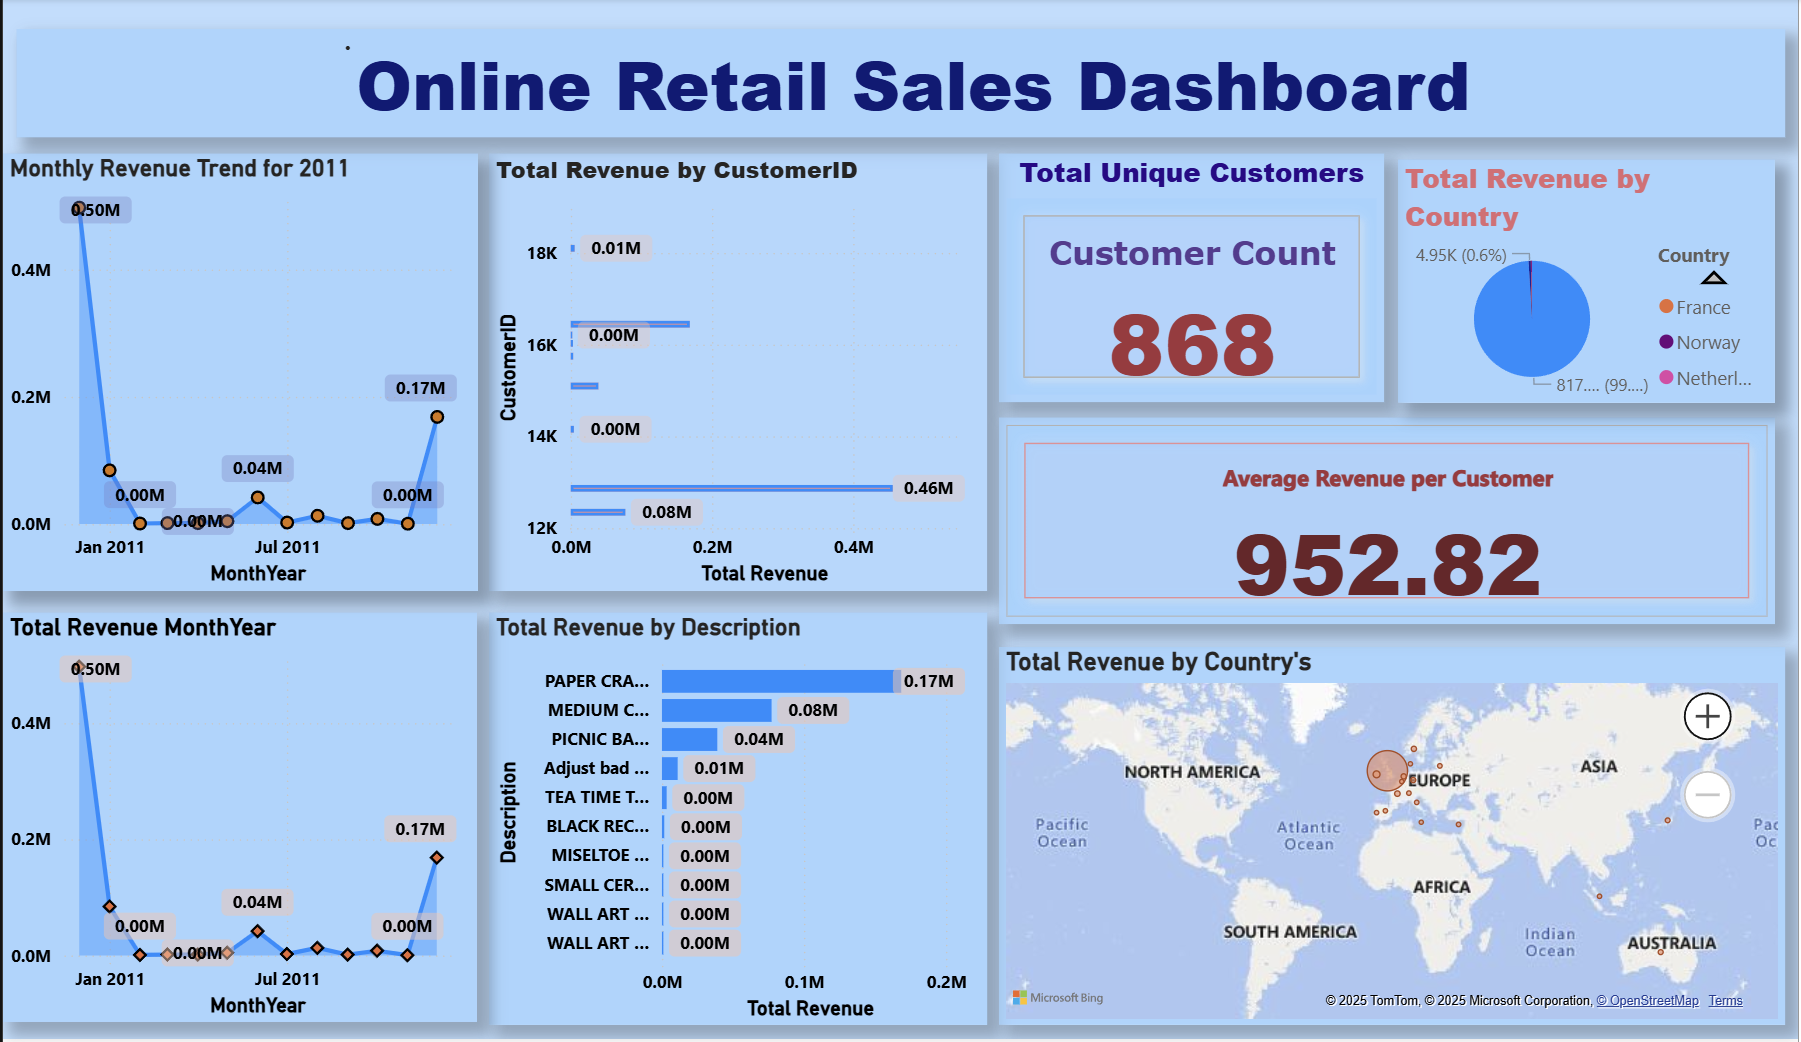 Online Retail Sales Dashboard
Monthly Revenue Trend for 2011
0.50M
0.4M
0.17M
0.2M
0.04M
0.00M
0.00M
0.00M
0.0M
Jan 2011
Jul 2011
MonthYear
Total Revenue by CustomerID
CustomerID
18K
0.01M
0.00M
16K
14K
0.00M
0.46M
0.08M
12K
0.0M
0.2M
0.4M
Total Revenue
Total Unique Customers
Customer Count
868
Total Revenue by
Country
4.95K (0.6%)
817.... (99....)
Country
France
Norway
Netherl...
Average Revenue per Customer
952.82
Total Revenue MonthYear
0.50M
0.4M
0.17M
0.2M
0.04M
0.00M
0.00M
0.00M
0.0M
Jan 2011
Jul 2011
MonthYear
Total Revenue by Description
Description
PAPER CRA...
0.17M
MEDIUM C...
0.08M
PICNIC BA...
0.04M
Adjust bad ...
0.01M
TEA TIME T...
0.00M
BLACK REC...
0.00M
MISELTOE ...
0.00M
SMALL CER...
0.00M
WALL ART ...
0.00M
WALL ART ...
0.00M
0.0M
0.1M
0.2M
Total Revenue
Total Revenue by Country's
NORTH AMERICA
EUROPE
ASIA
Pacific
Ocean
Atlantic
Ocean
Pac
Oc
AFRICA
SOUTH AMERICA
Indian
Ocean
AUSTRALIA
Microsoft Bing
© 2025 TomTom, © 2025 Microsoft Corporation, © OpenStreetMap Terms